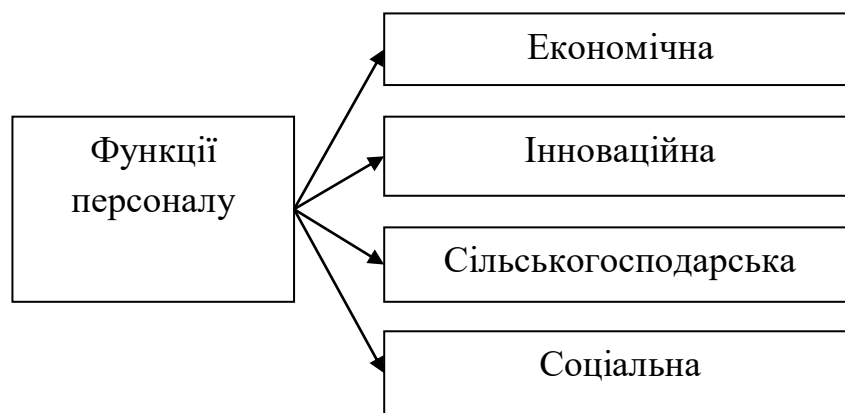 Економічна
Функції
персоналу
Інноваційна
Сільськогосподарська
Соціальна